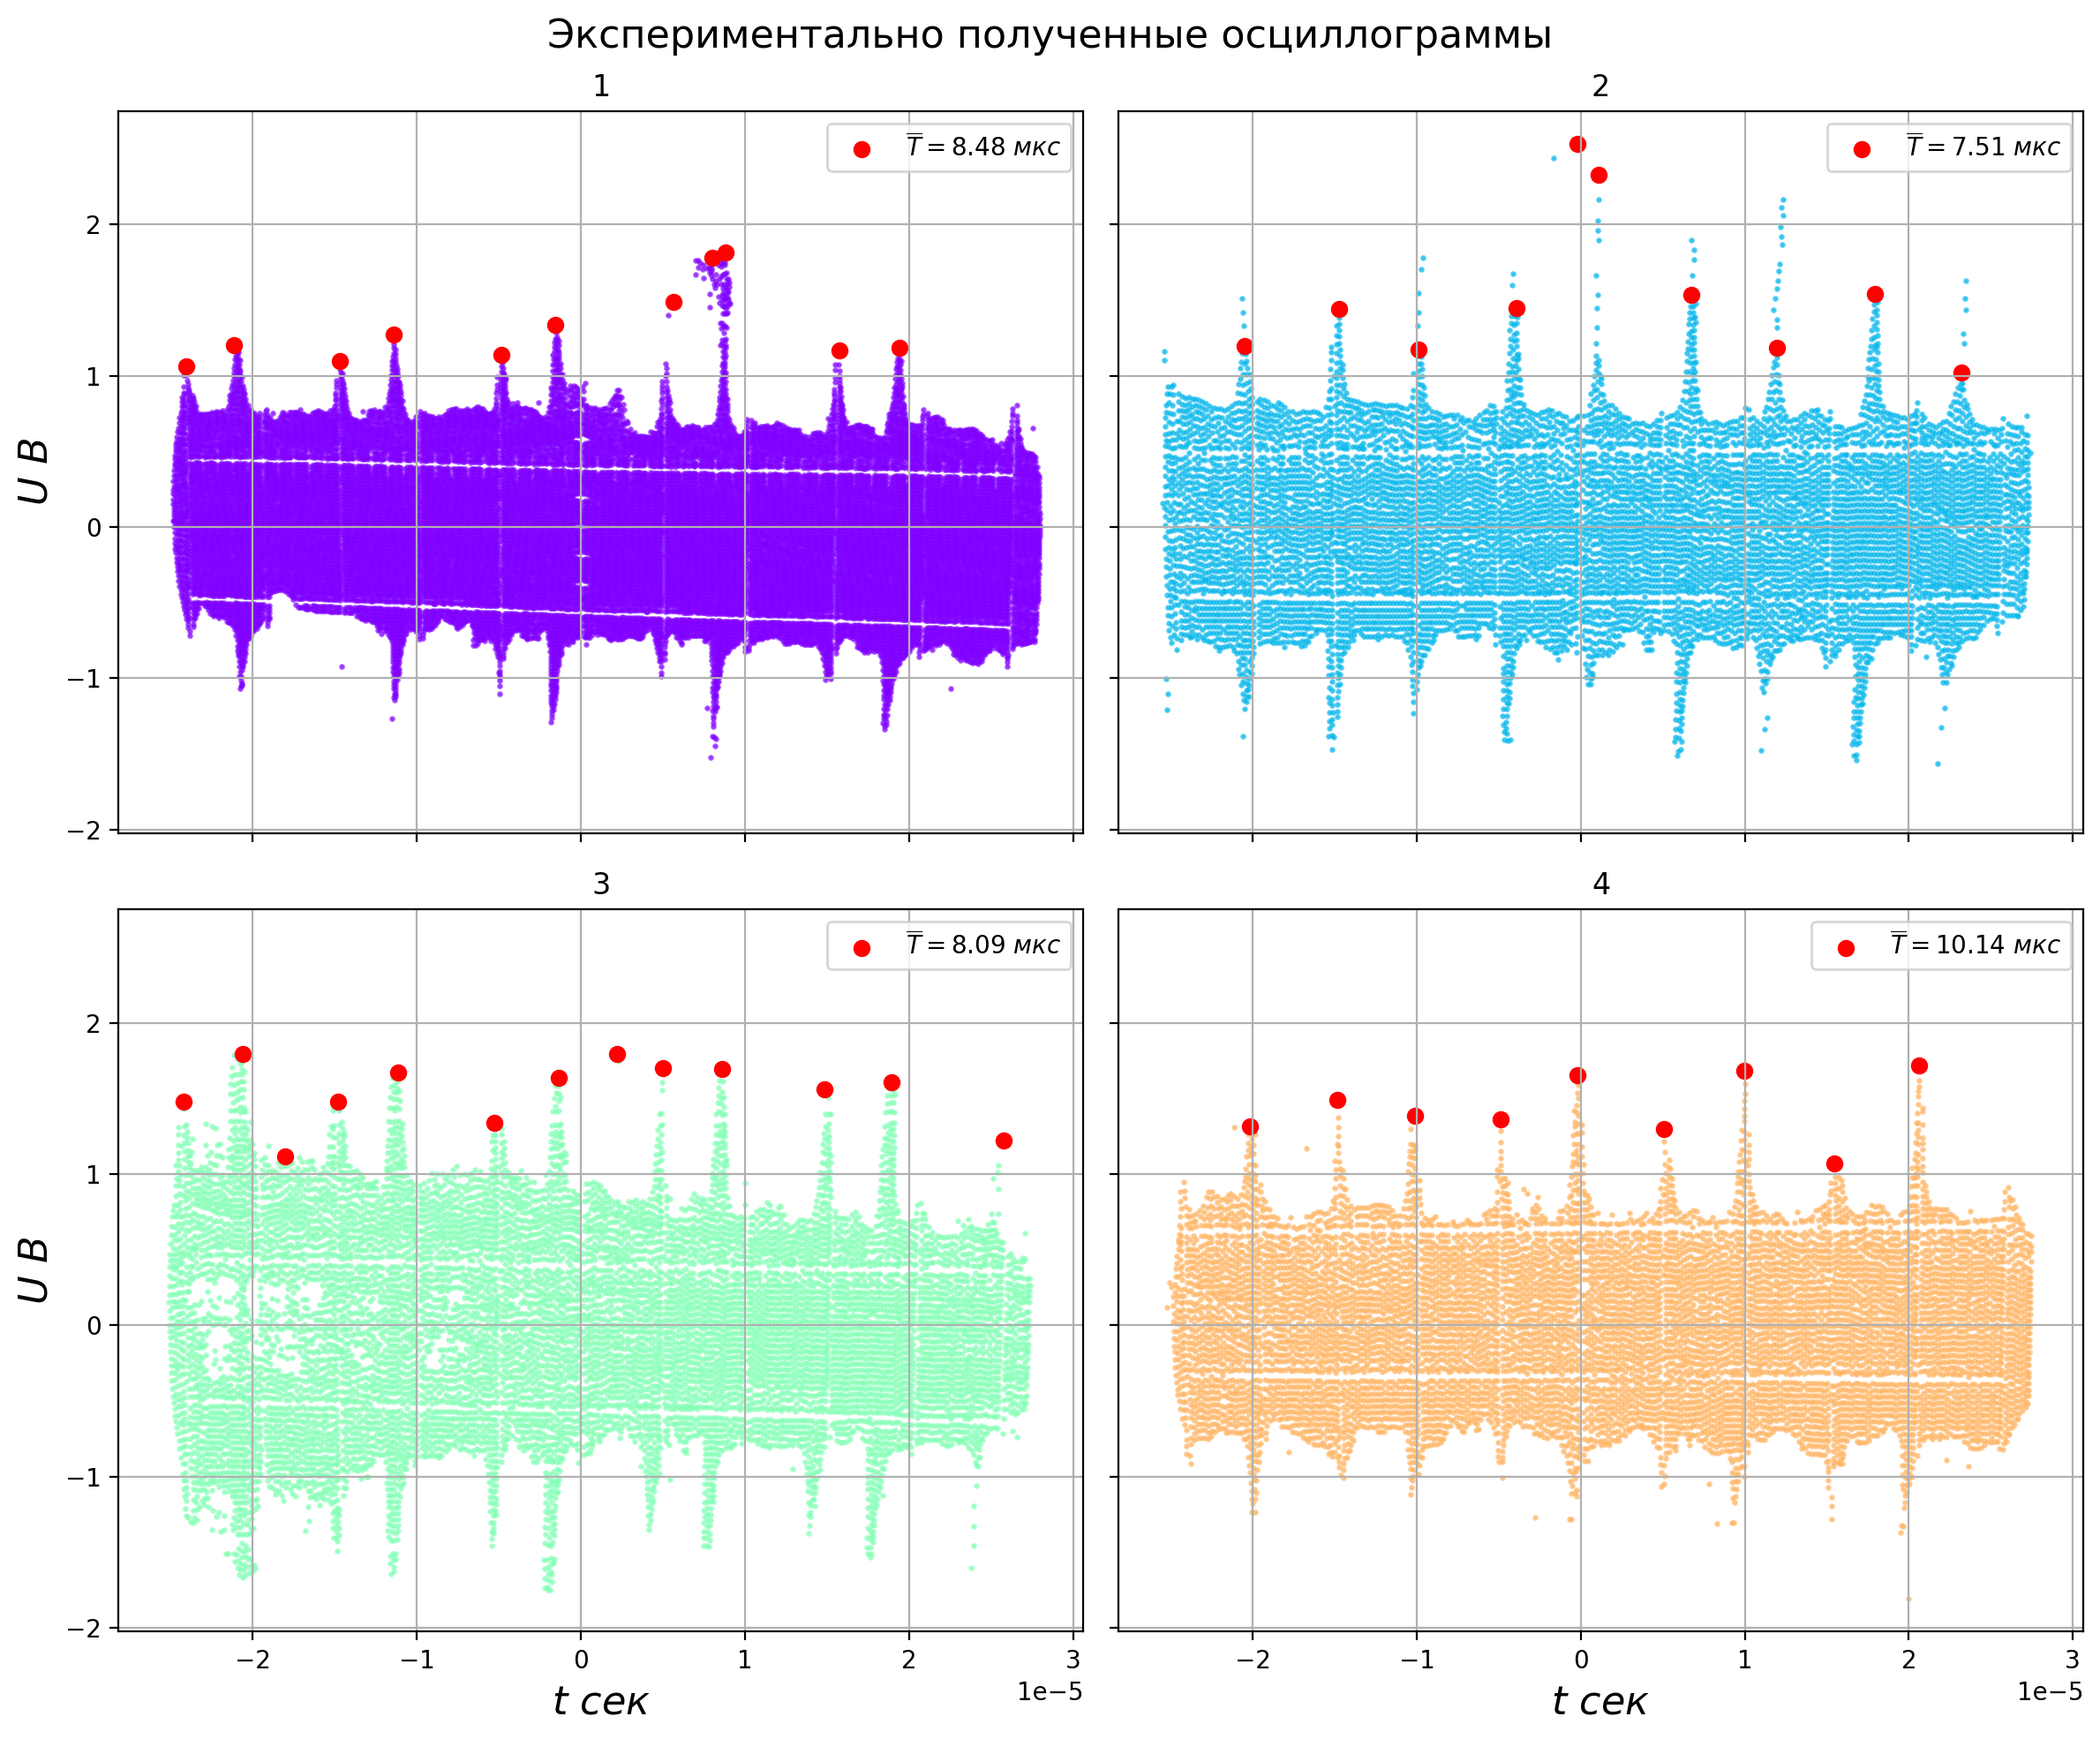 Экспериментально полученные осциллограммы
1
T̅ = 8.48 мкс
2
1
0
−1
−2
U В
2
T̅ = 7.51 мкс
3
T̅ = 8.09 мкс
2
1
0
−1
−2
U В
−2 −1 0 1 2 3
1e−5
t сек
4
T̅ = 10.14 мкс
−2 −1 0 1 2 3
1e−5
t сек